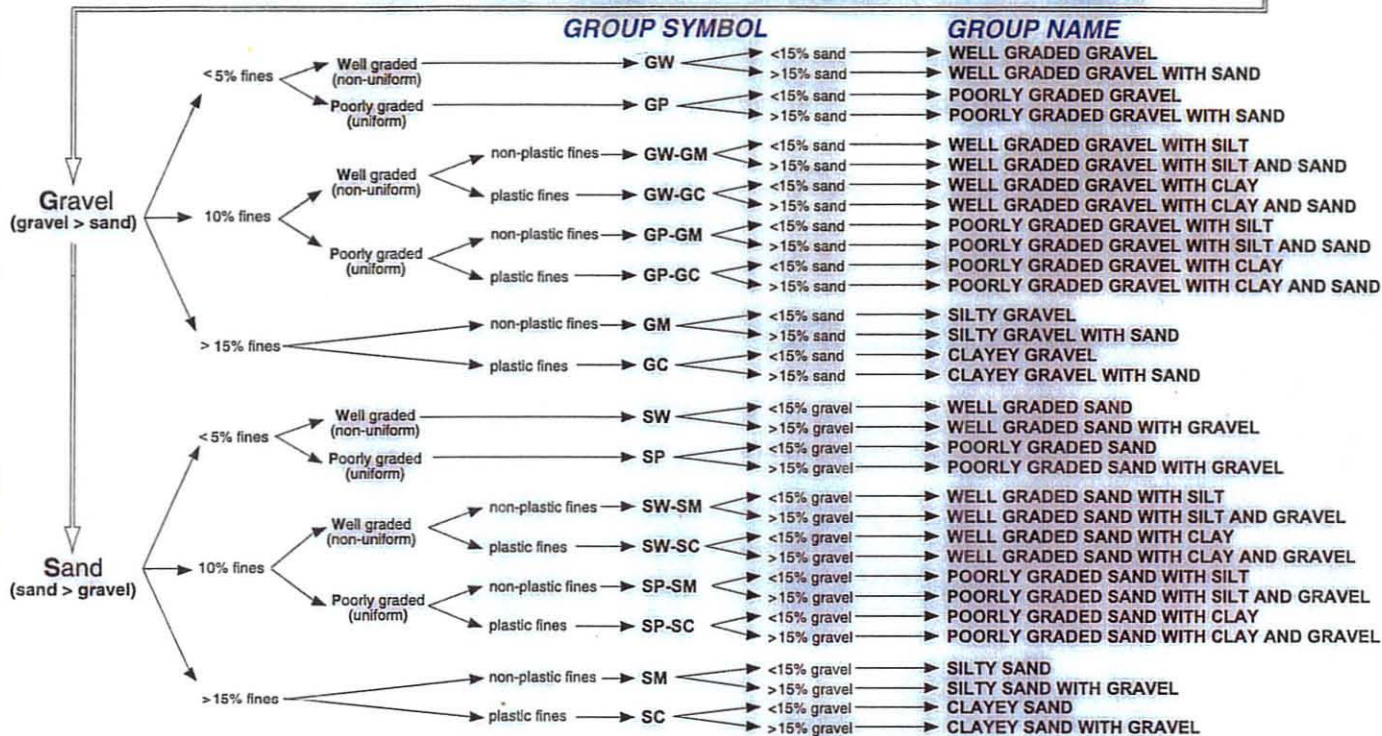 GROUP SYMBOL GROUP NAME
<5% fines Well graded (non-uniform) GW <15% sand WELL GRADED GRAVEL
>15% sand WELL GRADED GRAVEL WITH SAND
Poorly graded (uniform) GP <15% sand POORLY GRADED GRAVEL
>15% sand POORLY GRADED GRAVEL WITH SAND
Gravel
(gravel > sand)
10% fines Well graded (non-uniform) non-plastic fines GW-GM <15% sand WELL GRADED GRAVEL WITH SILT
>15% sand WELL GRADED GRAVEL WITH SILT AND SAND
plastic fines GW-GC <15% sand WELL GRADED GRAVEL WITH CLAY
>15% sand WELL GRADED GRAVEL WITH CLAY AND SAND
Poorly graded (uniform) non-plastic fines GP-GM <15% sand POORLY GRADED GRAVEL WITH SILT
>15% sand POORLY GRADED GRAVEL WITH SILT AND SAND
plastic fines GP-GC <15% sand POORLY GRADED GRAVEL WITH CLAY
>15% sand POORLY GRADED GRAVEL WITH CLAY AND SAND
>15% fines non-plastic fines GM <15% sand SILTY GRAVEL
>15% sand SILTY GRAVEL WITH SAND
plastic fines GC <15% sand CLAYEY GRAVEL
>15% sand CLAYEY GRAVEL WITH SAND
<5% fines Well graded (non-uniform) SW <15% gravel WELL GRADED SAND
>15% gravel WELL GRADED SAND WITH GRAVEL
Poorly graded (uniform) SP <15% gravel POORLY GRADED SAND
>15% gravel POORLY GRADED SAND WITH GRAVEL
Sand
(sand > gravel)
10% fines Well graded (non-uniform) non-plastic fines SW-SM <15% gravel WELL GRADED SAND WITH SILT
>15% gravel WELL GRADED SAND WITH SILT AND GRAVEL
plastic fines SW-SC <15% gravel WELL GRADED SAND WITH CLAY
>15% gravel WELL GRADED SAND WITH CLAY AND GRAVEL
Poorly graded (uniform) non-plastic fines SP-SM <15% gravel POORLY GRADED SAND WITH SILT
>15% gravel POORLY GRADED SAND WITH SILT AND GRAVEL
plastic fines SP-SC <15% gravel POORLY GRADED SAND WITH CLAY
>15% gravel POORLY GRADED SAND WITH CLAY AND GRAVEL
>15% fines non-plastic fines SM <15% gravel SILTY SAND
>15% gravel SILTY SAND WITH GRAVEL
plastic fines SC <15% gravel CLAYEY SAND
>15% gravel CLAYEY SAND WITH GRAVEL